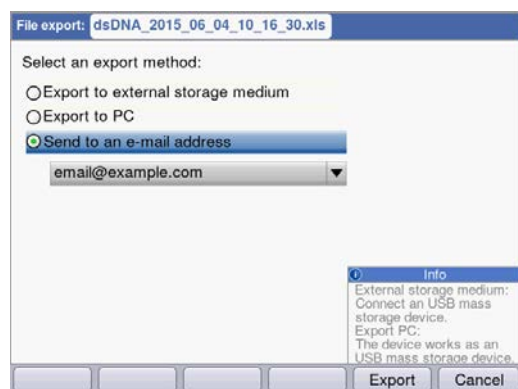 File export: dsDNA_2015_06_04_10_16_30.xls
Select an export method:
Export to external storage medium
Export to PC
Send to an e-mail address
email@example.com
Info
External storage medium:
Connect an USB mass
storage device.
Export PC:
The device works as an
USB mass storage device.
Export Cancel